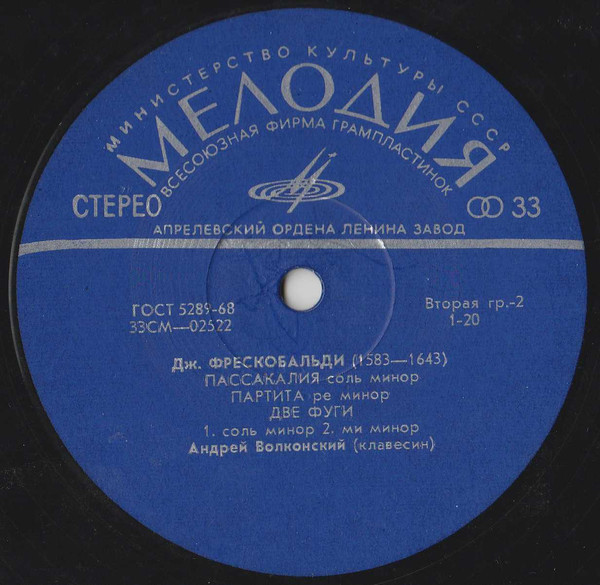 МИНИСТЕРСТВО КУЛЬТУРЫ СССР
МЕЛОДИЯ
ВСЕСОЮЗНАЯ ФИРМА ГРАМПЛАСТИНОК
СТЕРЕО
33
АПРЕЛЕВСКИЙ ОРДЕНА ЛЕНИНА ЗАВОД
ГОСТ 5289-68
33СМ—02522
Вторая гр.-2
1-20
Дж. ФРЕСКОБАЛЬДИ (1583—1643)
ПАССАКАЛИЯ соль минор
ПАРТИТА ре минор
ДВЕ ФУГИ
1. соль минор 2. ми минор
Андрей Волконский (клавесин)